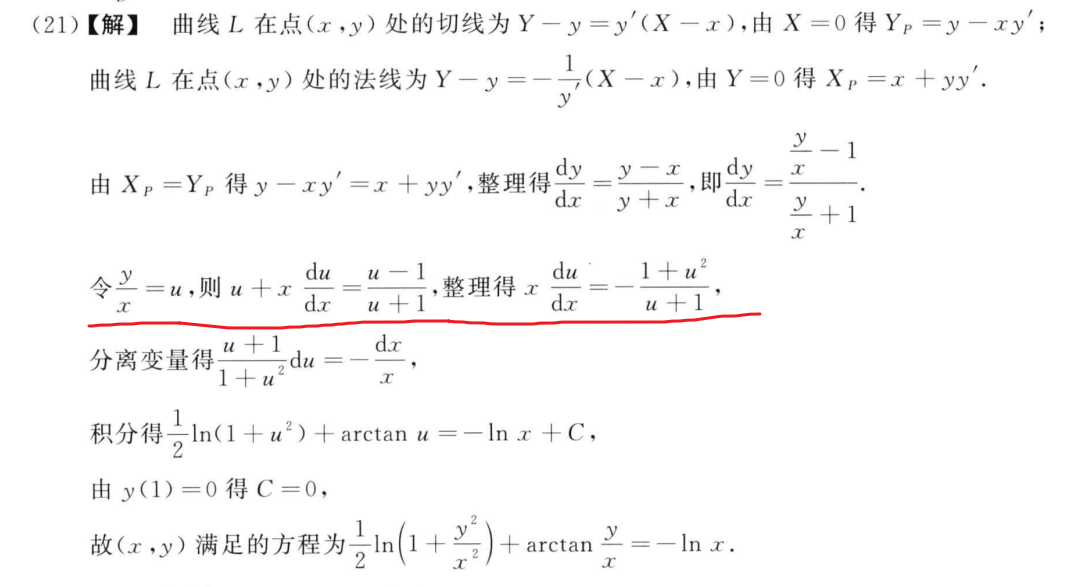 (21)【解】 曲线 L 在点(x,y) 处的切线为 Y－y＝y′(X－x),由 X＝0 得 Y_P＝y－xy′;
曲线 L 在点(x,y) 处的法线为 Y－y＝－\frac{1}{y′}(X－x),由 Y＝0 得 X_P＝x＋yy′.
由 X_P＝Y_P 得 y－xy′＝x＋yy′,整理得\frac{dy}{dx}＝\frac{y－x}{y＋x},即\frac{dy}{dx}＝\frac{\frac{y}{x}－1}{\frac{y}{x}＋1}.
令\frac{y}{x}＝u,则 u＋x\frac{du}{dx}＝\frac{u－1}{u＋1},整理得 x\frac{du}{dx}＝－\frac{1＋u^2}{u＋1},
分离变量得\frac{u＋1}{1＋u^2}du＝－\frac{dx}{x},
积分得\frac{1}{2}ln(1＋u^2)＋arctan u＝－ln x＋C,
由 y(1)＝0 得 C＝0,
故(x,y) 满足的方程为\frac{1}{2}ln(1＋\frac{y^2}{x^2})＋arctan \frac{y}{x}＝－ln x.